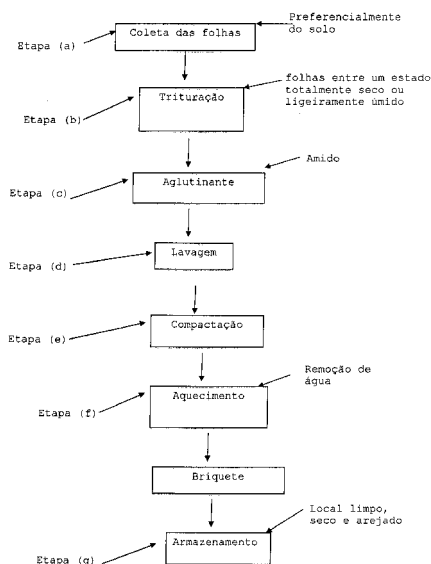 Preferencialmente
do solo
Coleta das folhas
Etapa (a)
folhas entre um estado
totalmente seco ou
ligeiramente úmido
Trituração
Etapa (b)
Amido
Aglutinante
Etapa (c)
Lavagem
Etapa (d)
Compactação
Etapa (e)
Remoção de
água
Aquecimento
Etapa (f)
Briquete
Local limpo,
seco e arejado
Armazenamento
Etapa (g)